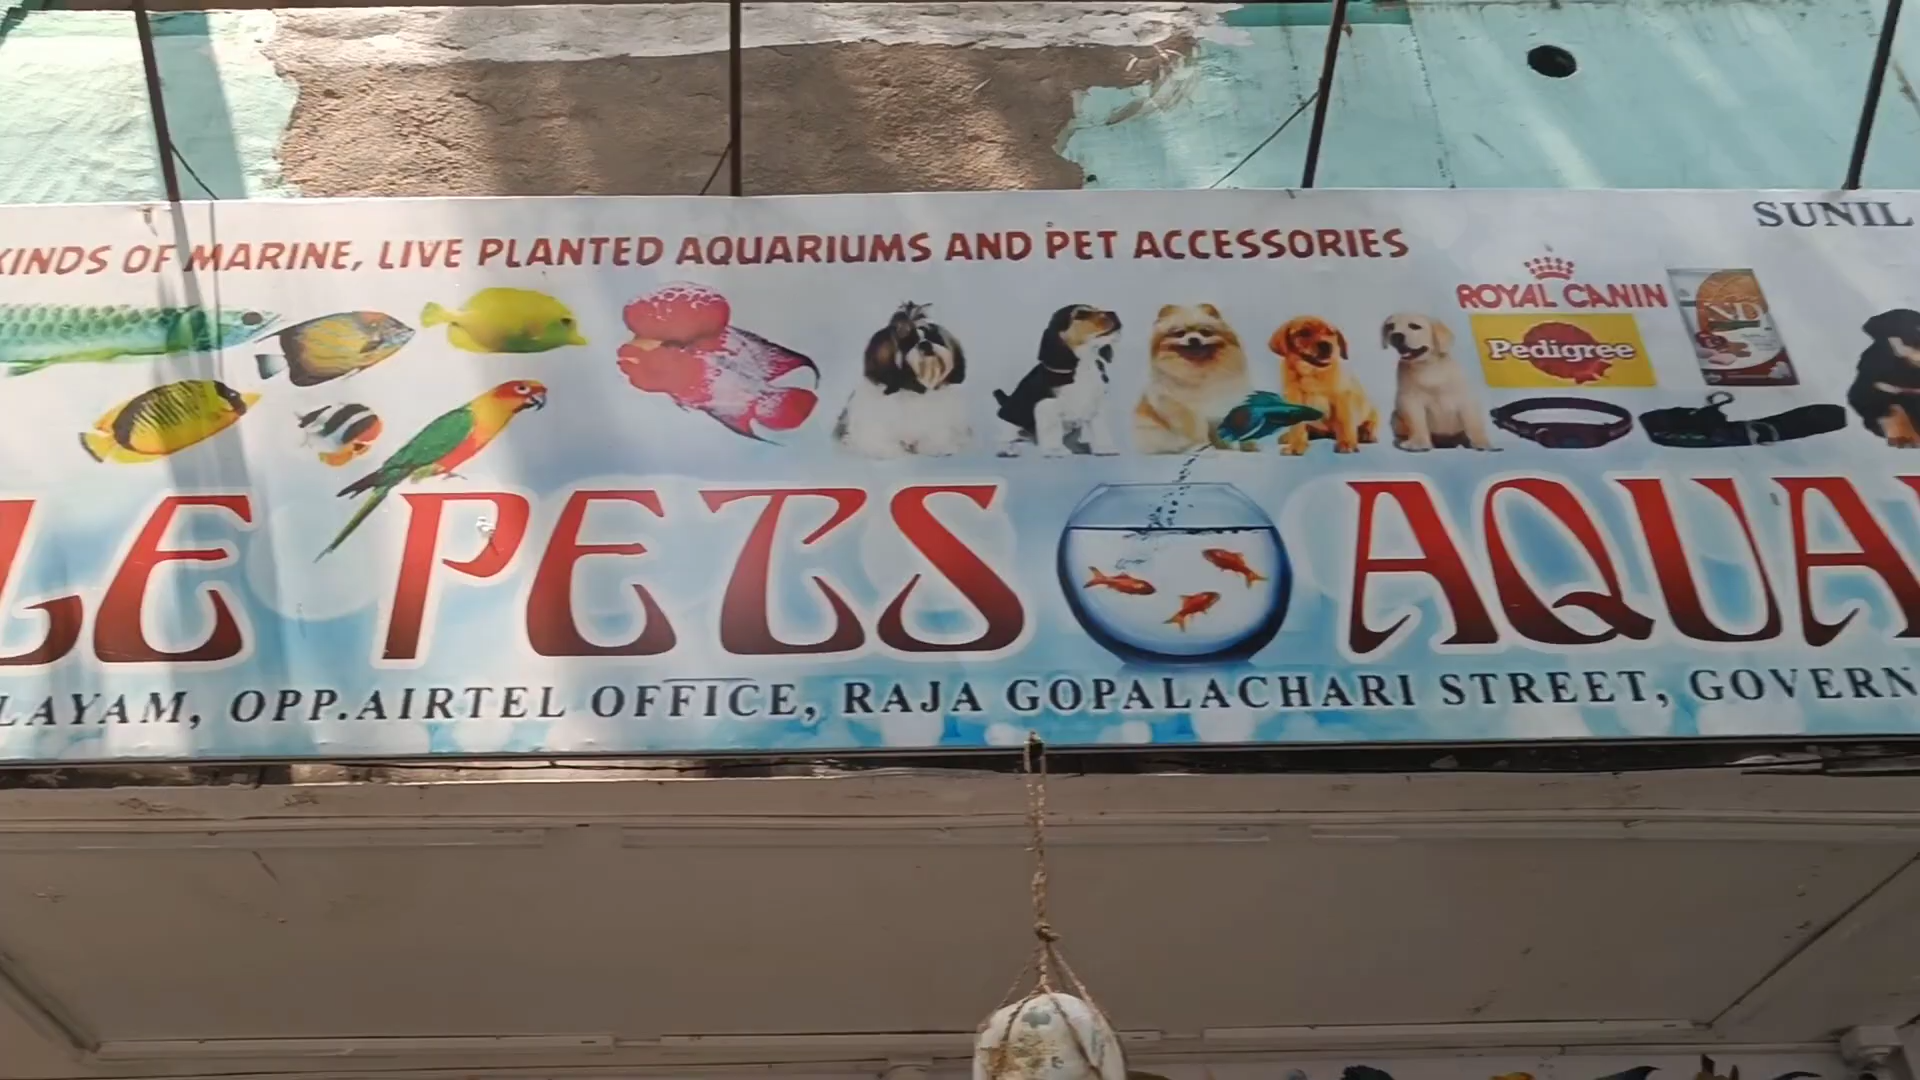 KINDS OF MARINE, LIVE PLANTED AQUARIUMS AND PET ACCESSORIES
SUNIL
ROYAL CANIN
Pedigree
N&D
LE PETS AQUA
LAYAM, OPP.AIRTEL OFFICE, RAJA GOPALACHARI STREET, GOVERN